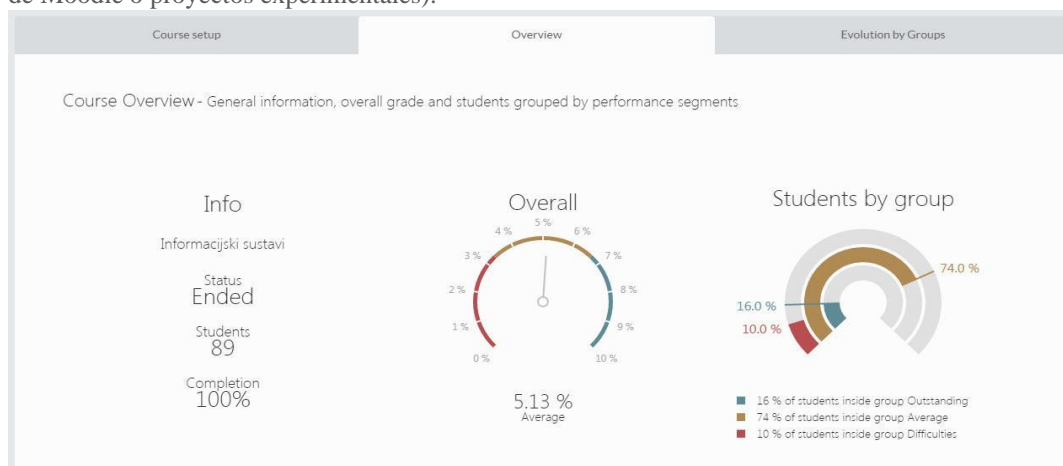 de Moodle o proyectos experimentales).
Course setup
Overview
Evolution by Groups
Course Overview - General information, overall grade and students grouped by performance segments
Info
Informacijski sustavi
Status
Ended
Students
89
Completion
100%
Overall
0 %
1 %
2 %
3 %
4 %
5 %
6 %
7 %
8 %
9 %
10 %
5.13 %
Average
Students by group
74.0 %
16.0 %
10.0 %
16 % of students inside group Outstanding
74 % of students inside group Average
10 % of students inside group Difficulties